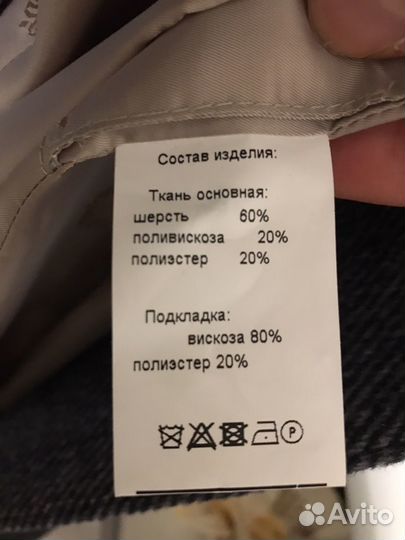 Состав изделия:
Ткань основная:
шерсть 60%
поливискоза 20%
полиэстер 20%
Подкладка:
вискоза 80%
полиэстер 20%
P
Avito